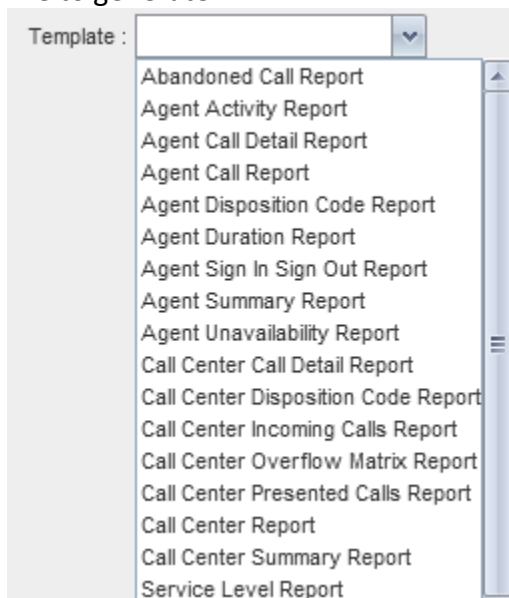 Template :
Abandoned Call Report
Agent Activity Report
Agent Call Detail Report
Agent Call Report
Agent Disposition Code Report
Agent Duration Report
Agent Sign In Sign Out Report
Agent Summary Report
Agent Unavailability Report
Call Center Call Detail Report
Call Center Disposition Code Report
Call Center Incoming Calls Report
Call Center Overflow Matrix Report
Call Center Presented Calls Report
Call Center Report
Call Center Summary Report
Service Level Report